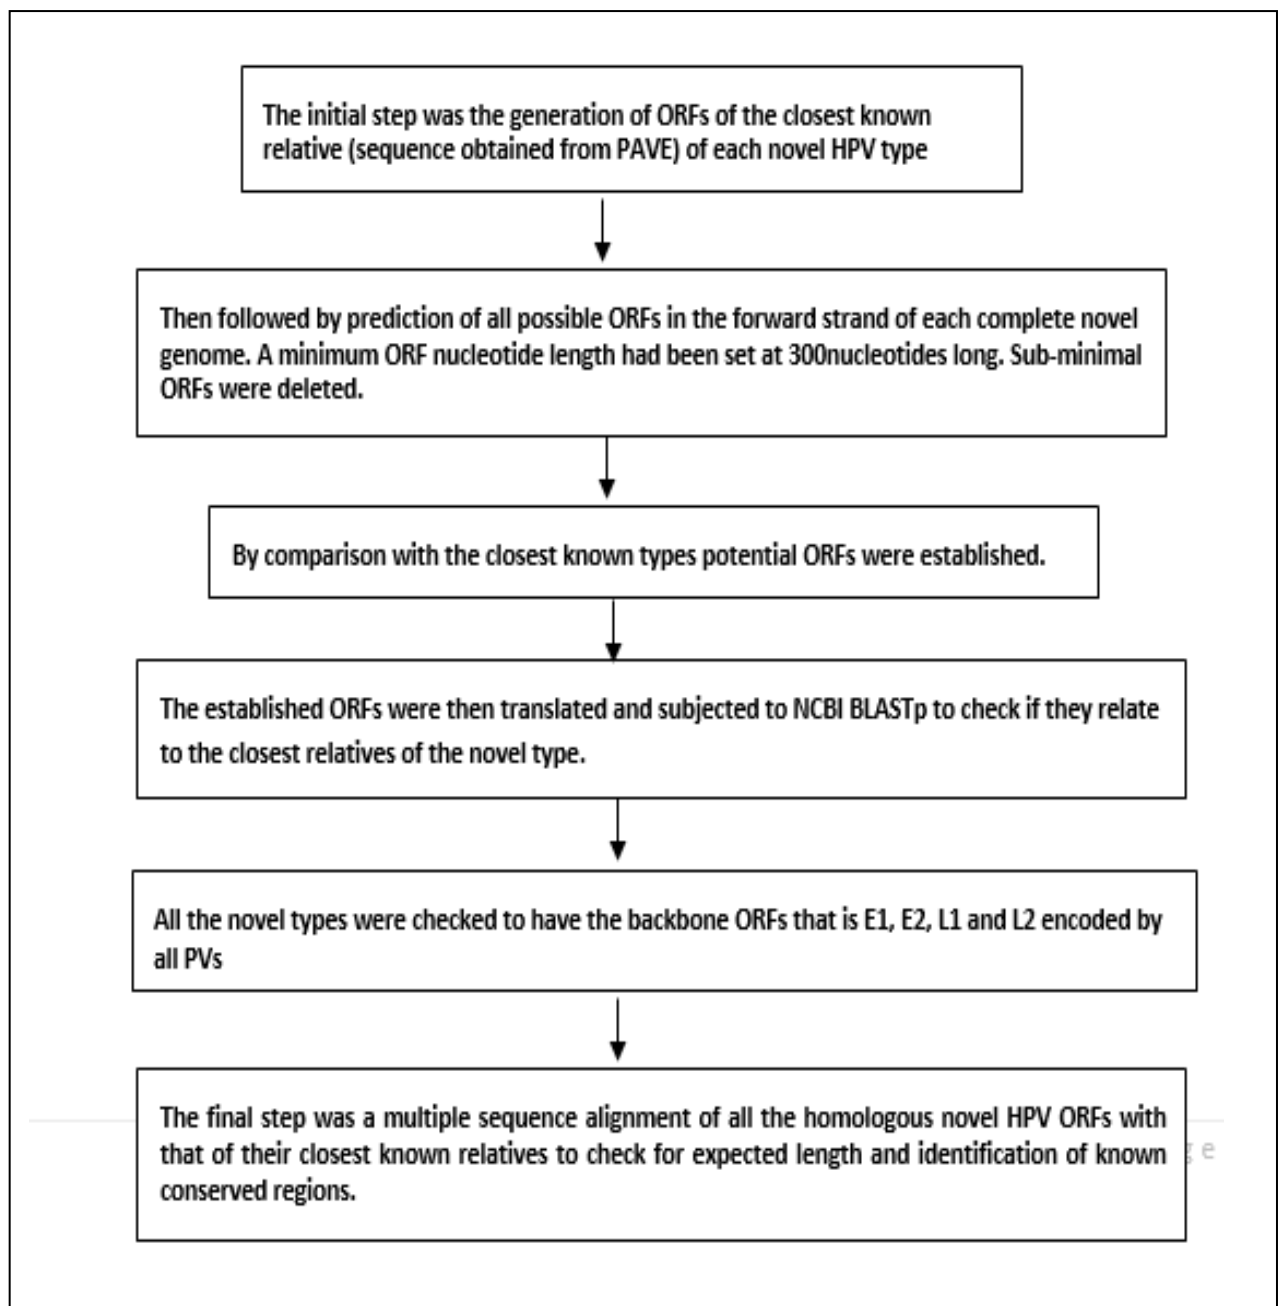 The initial step was the generation of ORFs of the closest known
relative (sequence obtained from PAVE) of each novel HPV type
Then followed by prediction of all possible ORFs in the forward strand of each complete novel
genome. A minimum ORF nucleotide length had been set at 300nucleotides long. Sub-minimal
ORFs were deleted.
By comparison with the closest known types potential ORFs were established.
The established ORFs were then translated and subjected to NCBI BLASTp to check if they relate
to the closest relatives of the novel type.
All the novel types were checked to have the backbone ORFs that is E1, E2, L1 and L2 encoded by
all PVs
The final step was a multiple sequence alignment of all the homologous novel HPV ORFs with
that of their closest known relatives to check for expected length and identification of known
conserved regions.